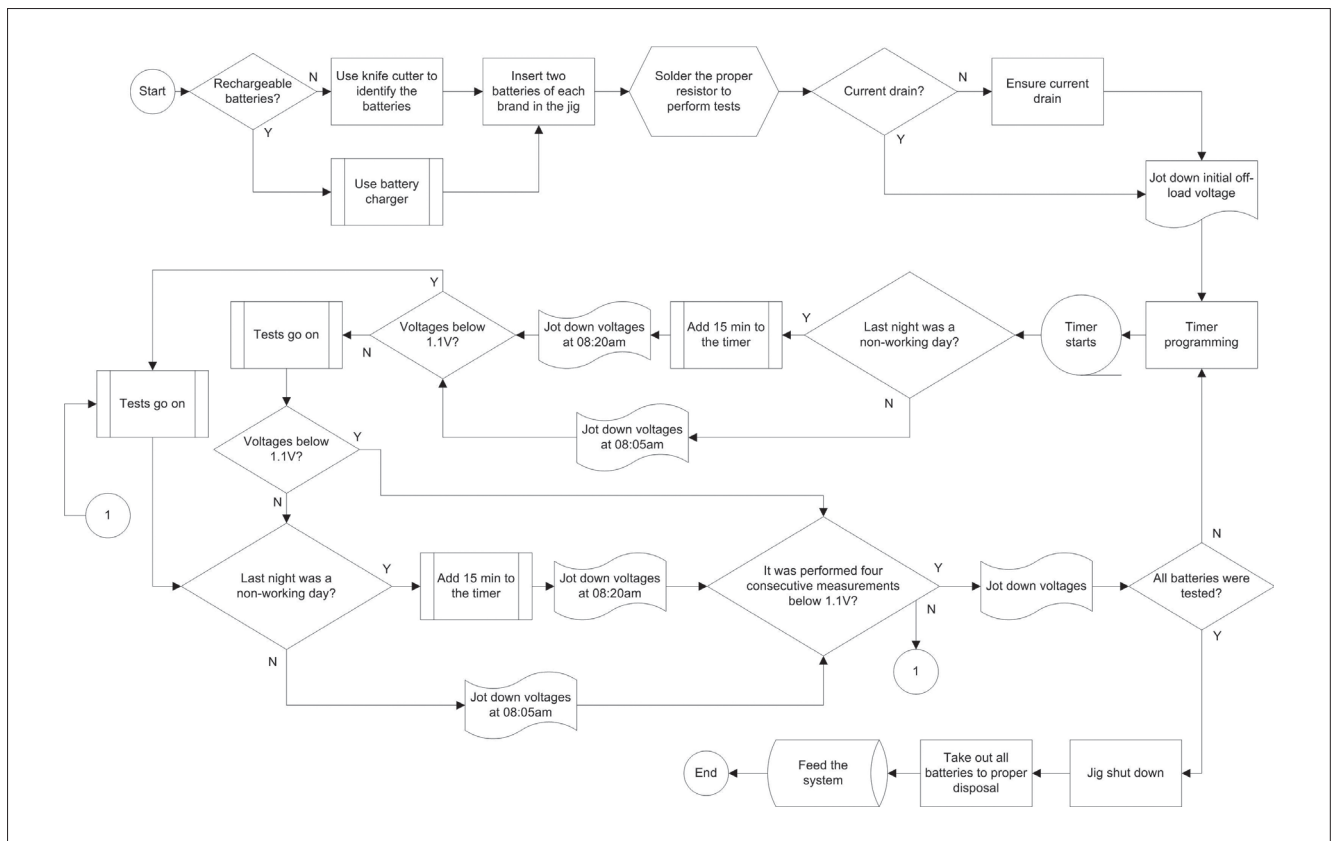 Start
Rechargeable
batteries?
N
Y
Use knife cutter to
identify the
batteries
Use battery
charger
Insert two
batteries of each
brand in the jig
Solder the proper
resistor to
perform tests
Current drain?
N
Y
Ensure current
drain
Jot down initial off-
load voltage
Timer
programming
Timer
starts
Last night was a
non-working day?
Y
N
Add 15 min to
the timer
Jot down voltages
at 08:20am
Jot down voltages
at 08:05am
Voltages below
1.1V?
Y
N
Tests go on
Tests go on
1
Voltages below
1.1V?
Y
N
Last night was a
non-working day?
Y
N
Add 15 min to
the timer
Jot down voltages
at 08:20am
Jot down voltages
at 08:05am
It was performed four
consecutive measurements
below 1.1V?
Y
N
1
Jot down voltages
All batteries were
tested?
N
Y
Jig shut down
Take out all
batteries to proper
disposal
Feed the
system
End